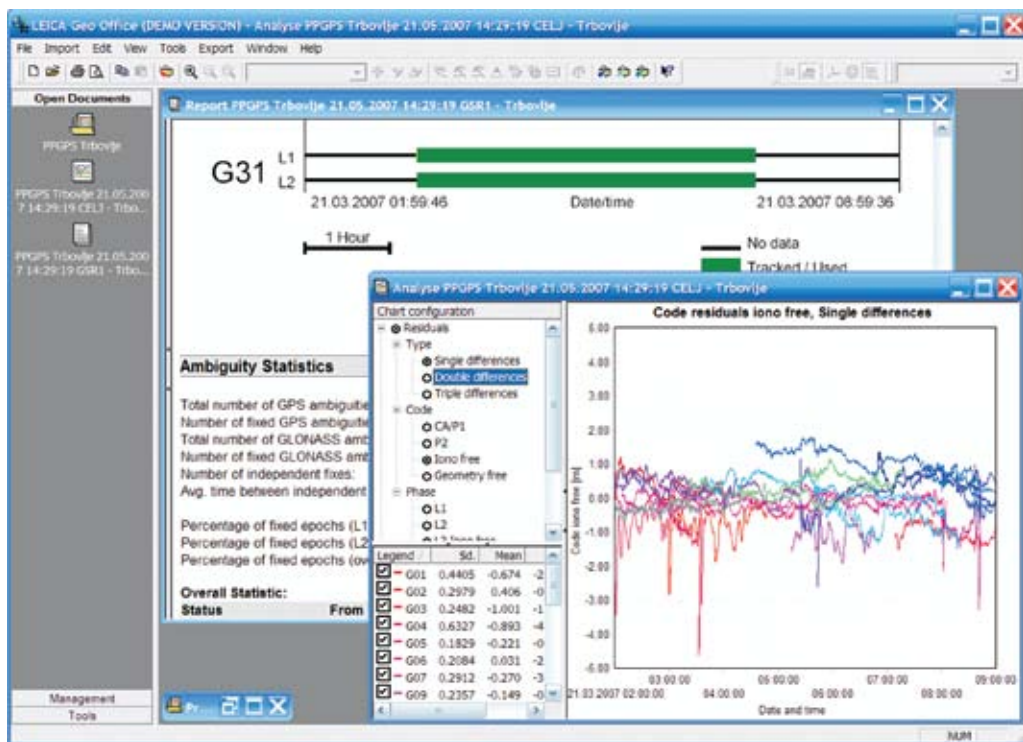 LEICA Geo Office (DEMO VERSION) - Analyse PPGPS Trbovlje 21.05.2007 14:29:19 CELJ - Trbovlje
File Import Edit View Tools Export Window Help
Open Documents
PPGPS Trbovlje
PPGPS Trbovlje 21.05.200
7 14:29:19 CELJ - Trbo...
PPGPS Trbovlje 21.05.200
7 14:29:19 GSR1 - Trbo...
Management
Tools
Report PPGPS Trbovlje 21.05.2007 14:29:19 GSR1 - Trbovlje
G31
L1
L2
21.03.2007 01:59:46 Date/time 21.03.2007 08:59:36
1 Hour
No data
Tracked / Used
Ambiguity Statistics
Total number of GPS ambiguitie
Number of fixed GPS ambiguitie
Total number of GLONASS amb
Number of fixed GLONASS amb
Number of independent fixes:
Avg. time between independent
Percentage of fixed epochs (L1
Percentage of fixed epochs (L2
Percentage of fixed epochs (ove
Overall Statistic:
Status From
Pr...
Analyse PPGPS Trbovlje 21.05.2007 14:29:19 CELJ - Trbovlje
Chart configuration
Residuals
Type
Single differences
Double differences
Triple differences
Code
CA/P1
P2
Iono free
Geometry free
Phase
L1
L2
Legend / Sd. Mean
G01 0.4405 -0.674 -2
G02 0.2979 0.406 -0
G03 0.2482 -1.001 -1
G04 0.6327 -0.893 -4
G05 0.1829 -0.221 -0
G06 0.2084 0.031 -2
G07 0.2912 -0.270 -3
G09 0.2357 -0.149 -0
Code residuals iono free, Single differences
Code iono free [m]
5.00
4.00
3.00
2.00
1.00
0.00
-1.00
-2.00
-3.00
-4.00
-5.00
03:00:00 05:00:00 07:00:00 09:00:00
21.03.2007 02:00:00 04:00:00 06:00:00 08:00:00
Date and time
NUM